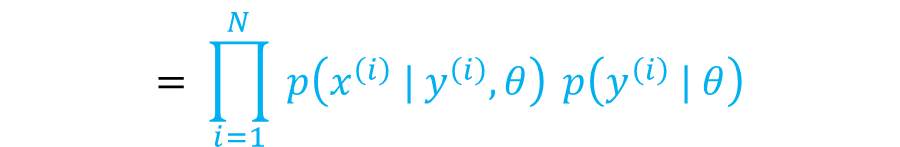 = ∏_{i=1}^{N} p(x^{(i)} | y^{(i)}, θ) p(y^{(i)} | θ)